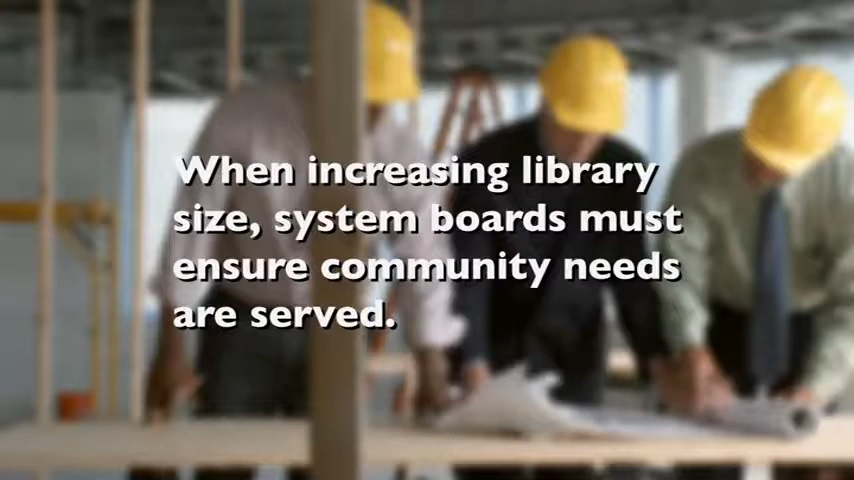 When increasing library
size, system boards must
ensure community needs
are served.